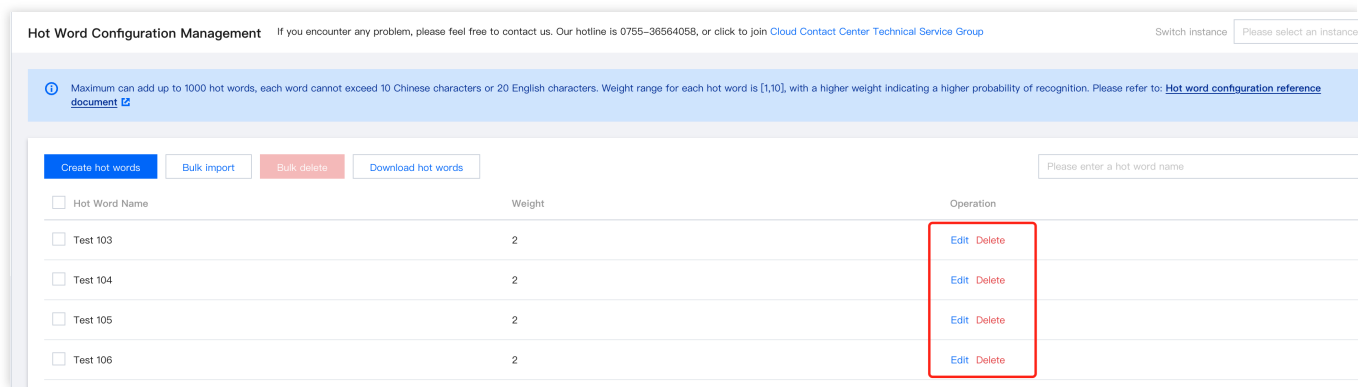 Hot Word Configuration Management If you encounter any problem, please feel free to contact us. Our hotline is 0755-36564058, or click to join Cloud Contact Center Technical Service Group Switch instance Please select an instance
Maximum can add up to 1000 hot words, each word cannot exceed 10 Chinese characters or 20 English characters. Weight range for each hot word is [1,10], with a higher weight indicating a higher probability of recognition. Please refer to: Hot word configuration reference
document
Create hot words Bulk import Bulk delete Download hot words Please enter a hot word name
Hot Word Name Weight Operation
Test 103 2 Edit Delete
Test 104 2 Edit Delete
Test 105 2 Edit Delete
Test 106 2 Edit Delete